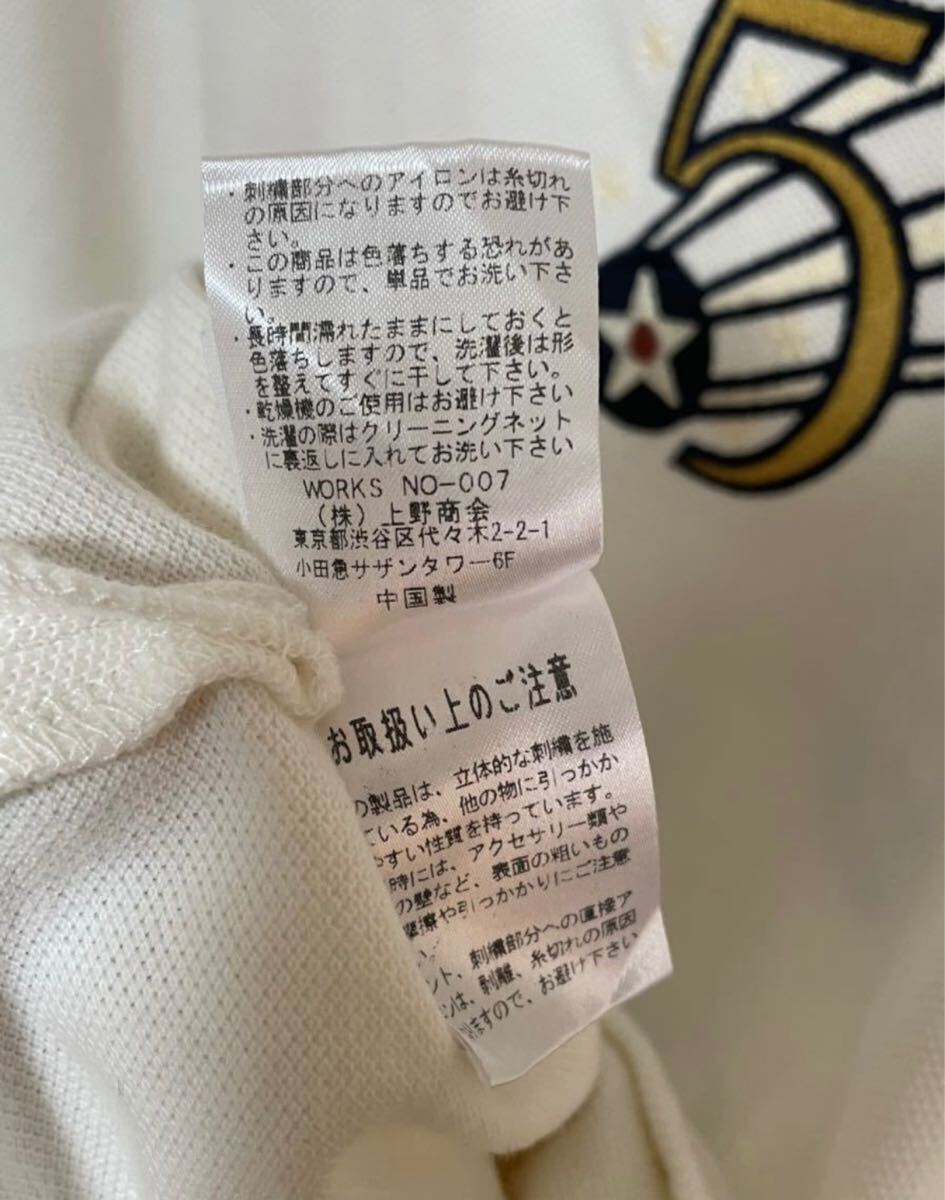 5
・刺繍部分へのアイロンは糸切れ
の原因になりますのでお避け下
さい。
・この商品は色落ちする恐れがあ
りますので、単品でお洗い下さ
い。
・長時間濡れたままにしておくと
色落ちしますので、洗濯後は形
を整えてすぐに干して下さい。
・乾燥機のご使用はお避け下さい
・洗濯の際はクリーニングネット
に裏返しに入れてお洗い下さい
WORKS NO-007
(株)上野商会
東京都渋谷区代々木2-2-1
小田急サザンタワー6F
中国製
お取扱い上のご注意
の製品は、立体的な刺繍を施
ている為、他の物に引っかか
やすい性質を持っています。
時には、アクセサリー類や
の壁など、表面の粗いもの
摩擦や引っかかりにご注意
ント、刺繍部分への直接ア
ンは、剥離、糸切れの原因
りますので、お避け下さい